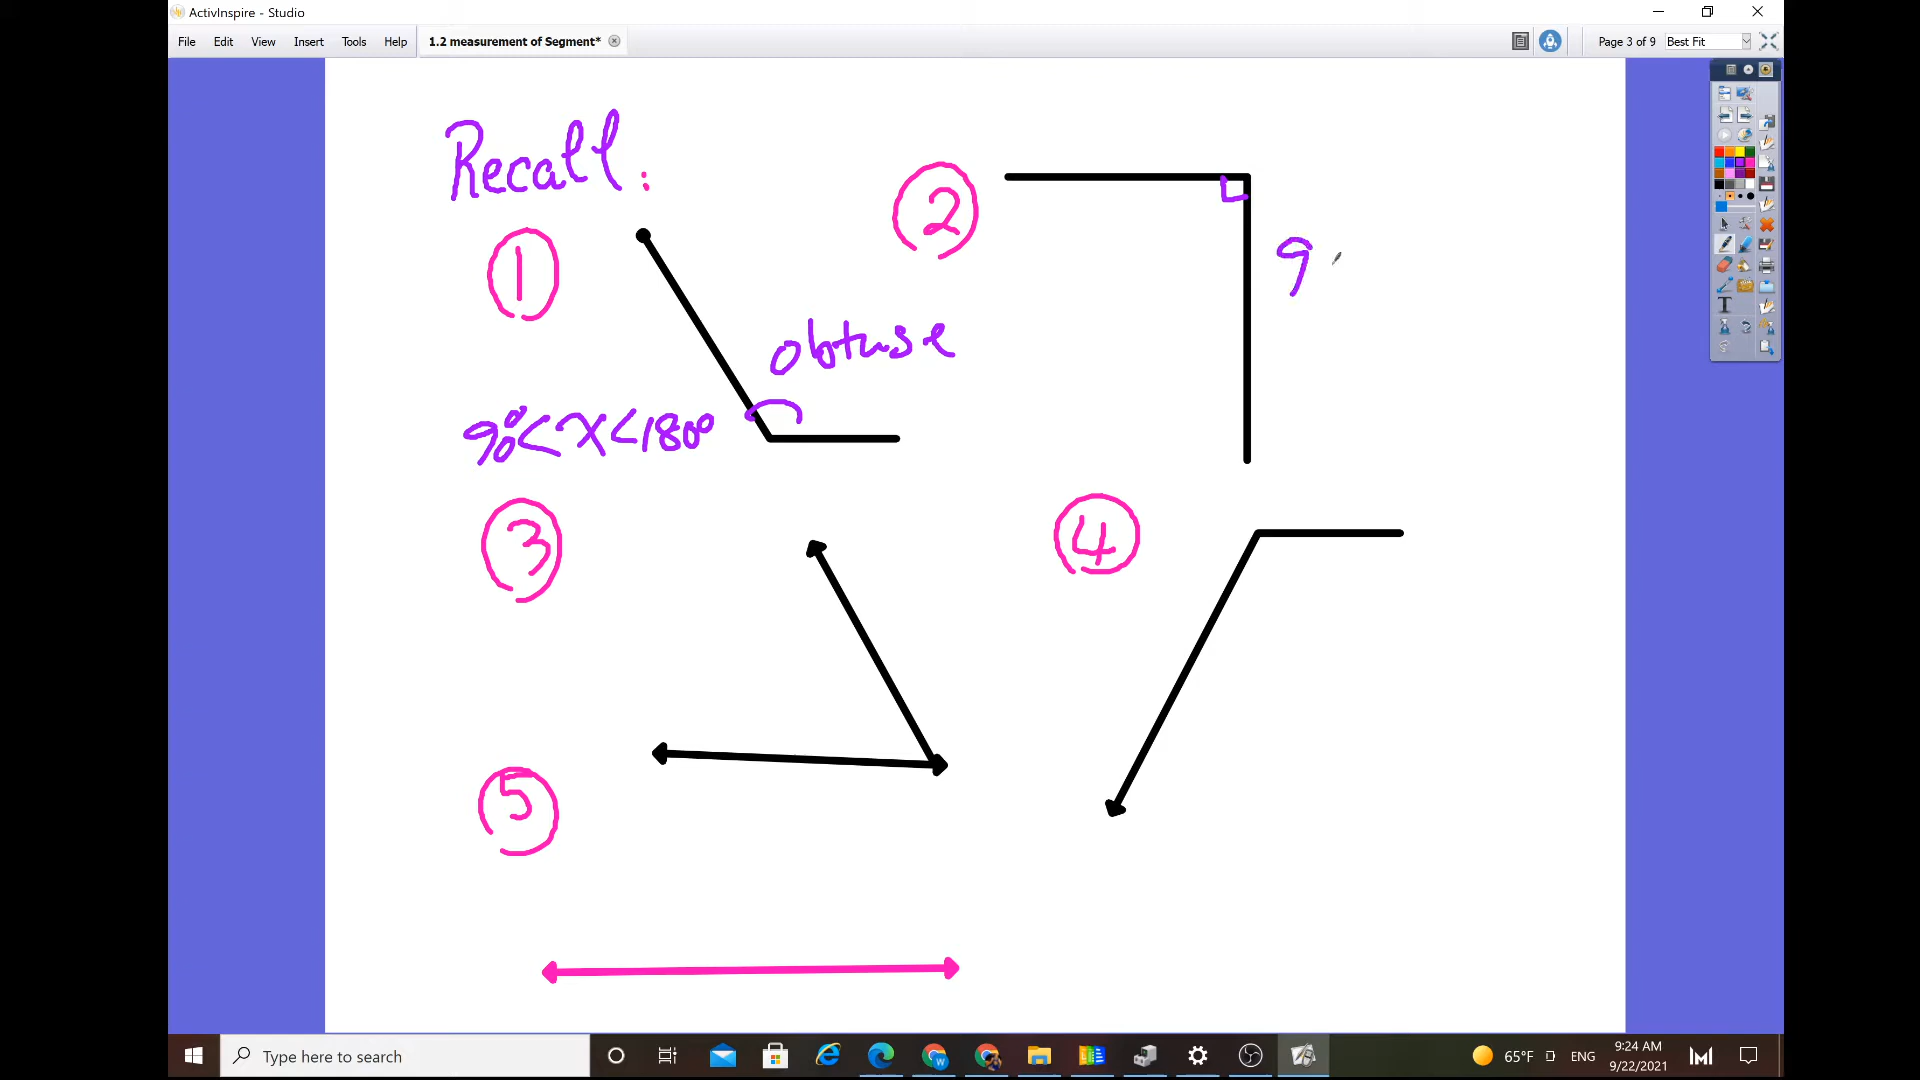 ActivInspire - Studio
File Edit View Insert Tools Help 1.2 measurement of Segment* Page 3 of 9 Best Fit
Recall:
1
2
9
obtuse
90°<x<180°
3
4
5
T
Type here to search
65°F ENG 9:24 AM
9/22/2021